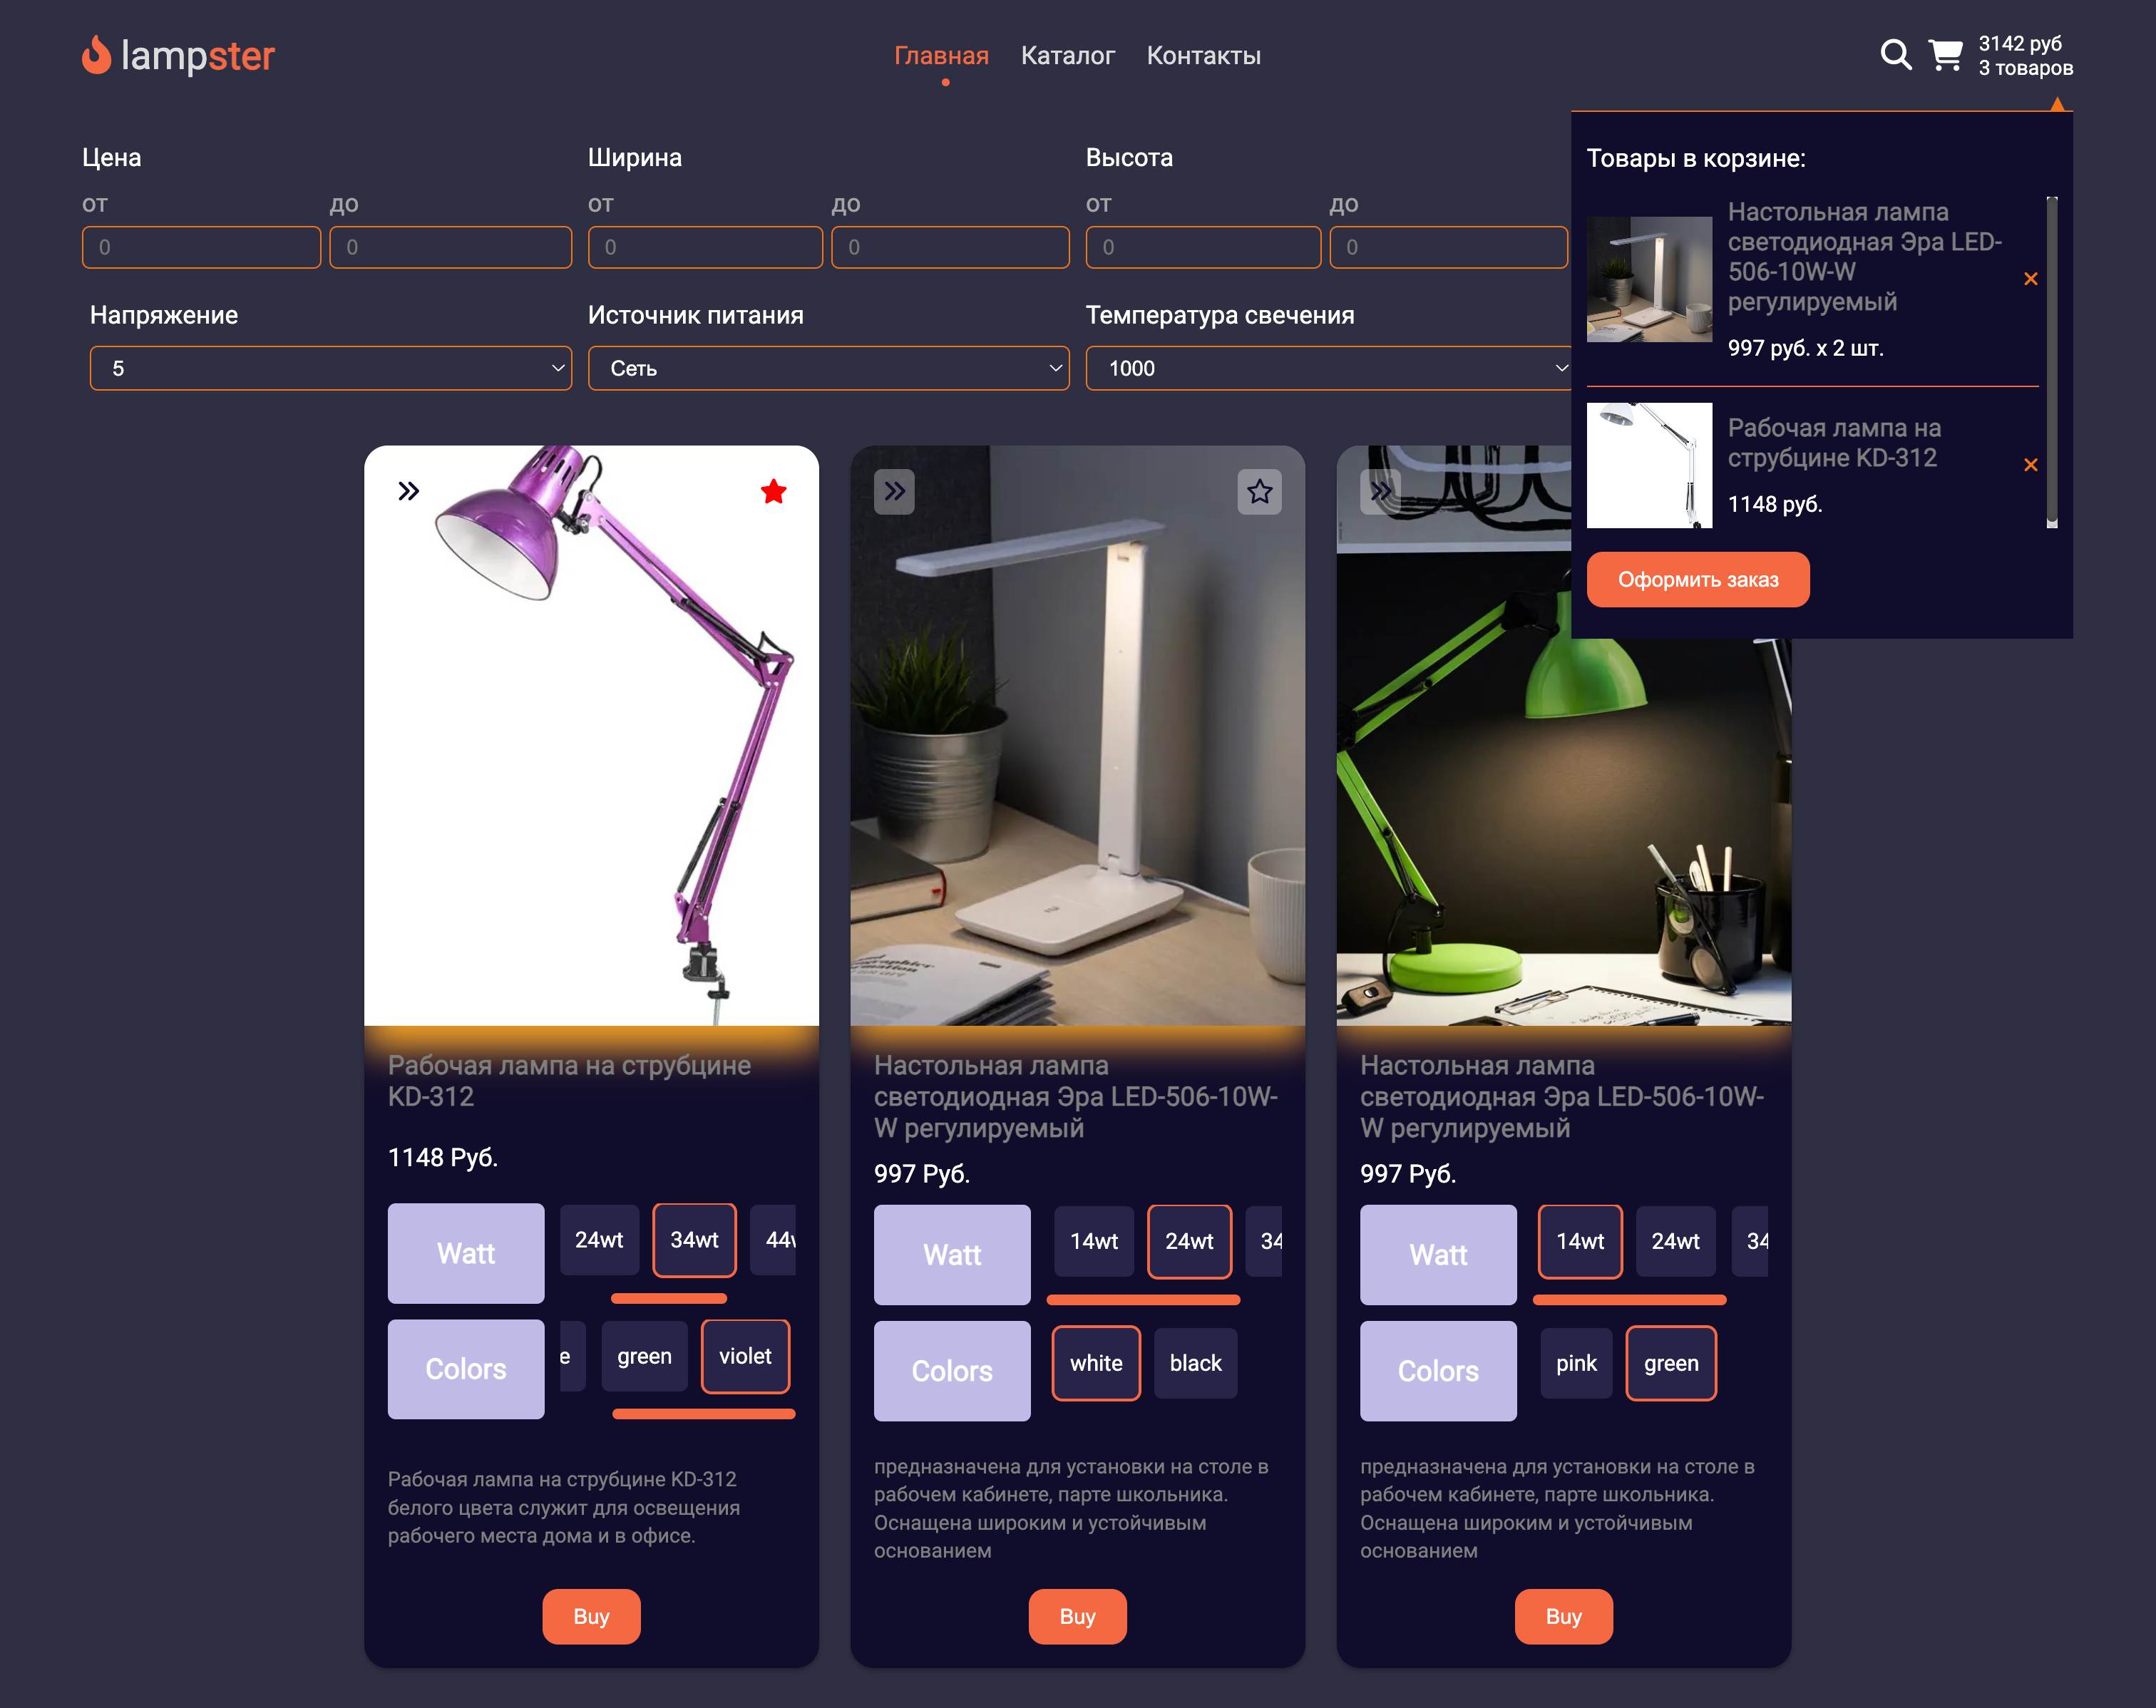 lampster
Главная
Каталог
Контакты
3142 руб
3 товаров
Цена
от
до
0
0
Ширина
от
до
0
0
Высота
от
до
0
0
Напряжение
5
Источник питания
Сеть
Температура свечения
1000
Товары в корзине:
Настольная лампа
светодиодная Эра LED-
506-10W-W
регулируемый
997 руб. x 2 шт.
Рабочая лампа на
струбцине KD-312
1148 руб.
Оформить заказ
Рабочая лампа на струбцине
KD-312
1148 Руб.
Watt
24wt
34wt
44w
Colors
e
green
violet
Рабочая лампа на струбцине KD-312
белого цвета служит для освещения
рабочего места дома и в офисе.
Buy
Настольная лампа
светодиодная Эра LED-506-10W-
W регулируемый
997 Руб.
Watt
14wt
24wt
34
Colors
white
black
предназначена для установки на столе в
рабочем кабинете, парте школьника.
Оснащена широким и устойчивым
основанием
Buy
Настольная лампа
светодиодная Эра LED-506-10W-
W регулируемый
997 Руб.
Watt
14wt
24wt
34
Colors
pink
green
предназначена для установки на столе в
рабочем кабинете, парте школьника.
Оснащена широким и устойчивым
основанием
Buy